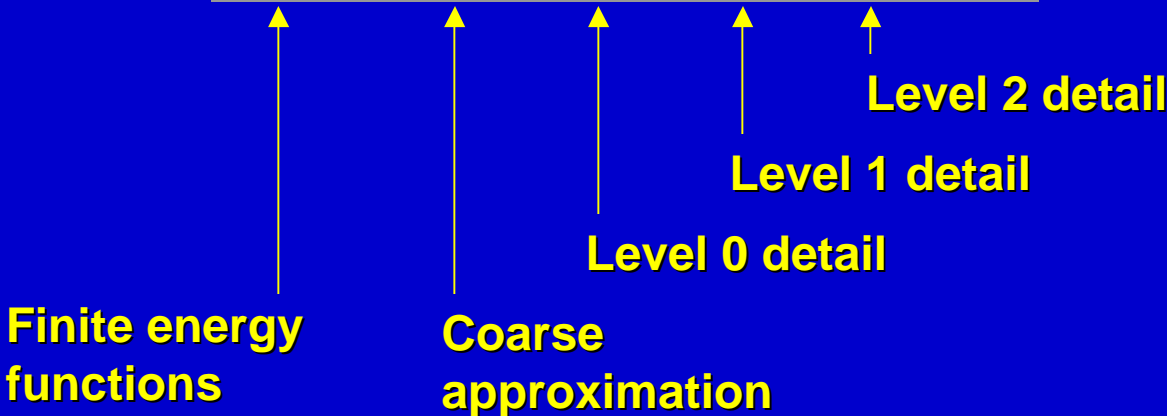 Level 2 detail
Level 1 detail
Level 0 detail
Finite energy
functions
Coarse
approximation